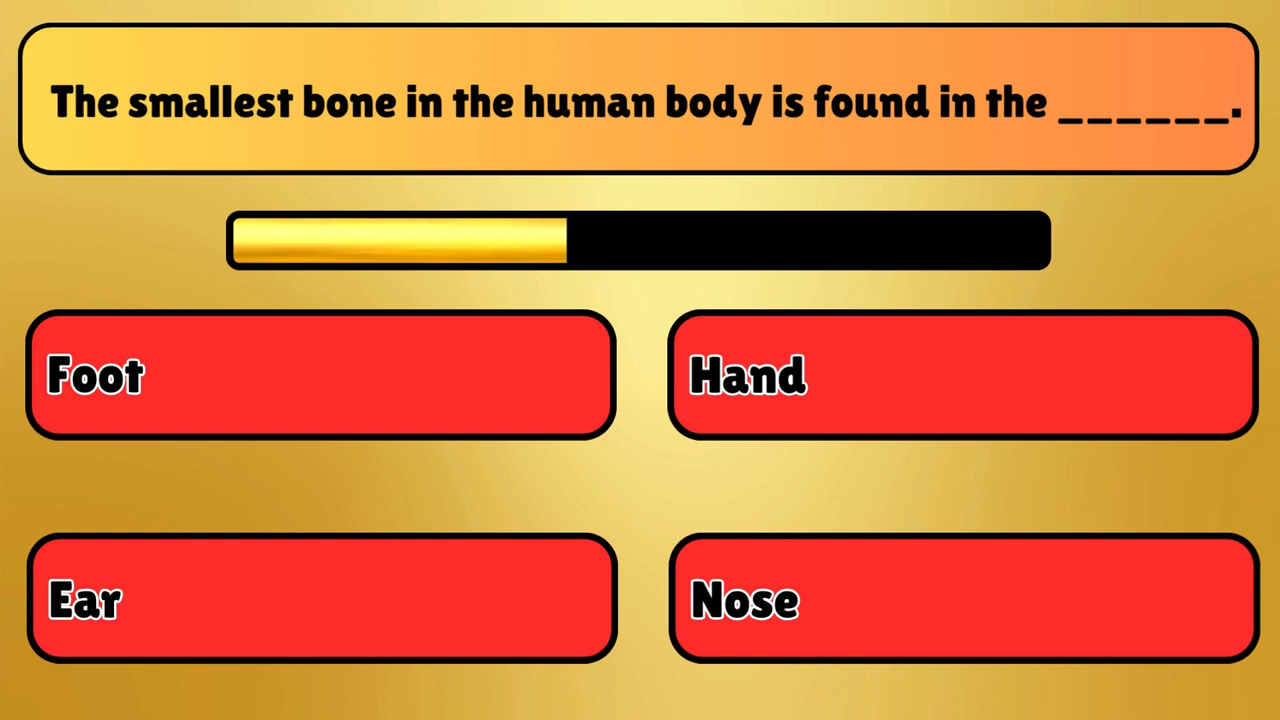 The smallest bone in the human body is found in the ______.
Foot
Hand
Ear
Nose